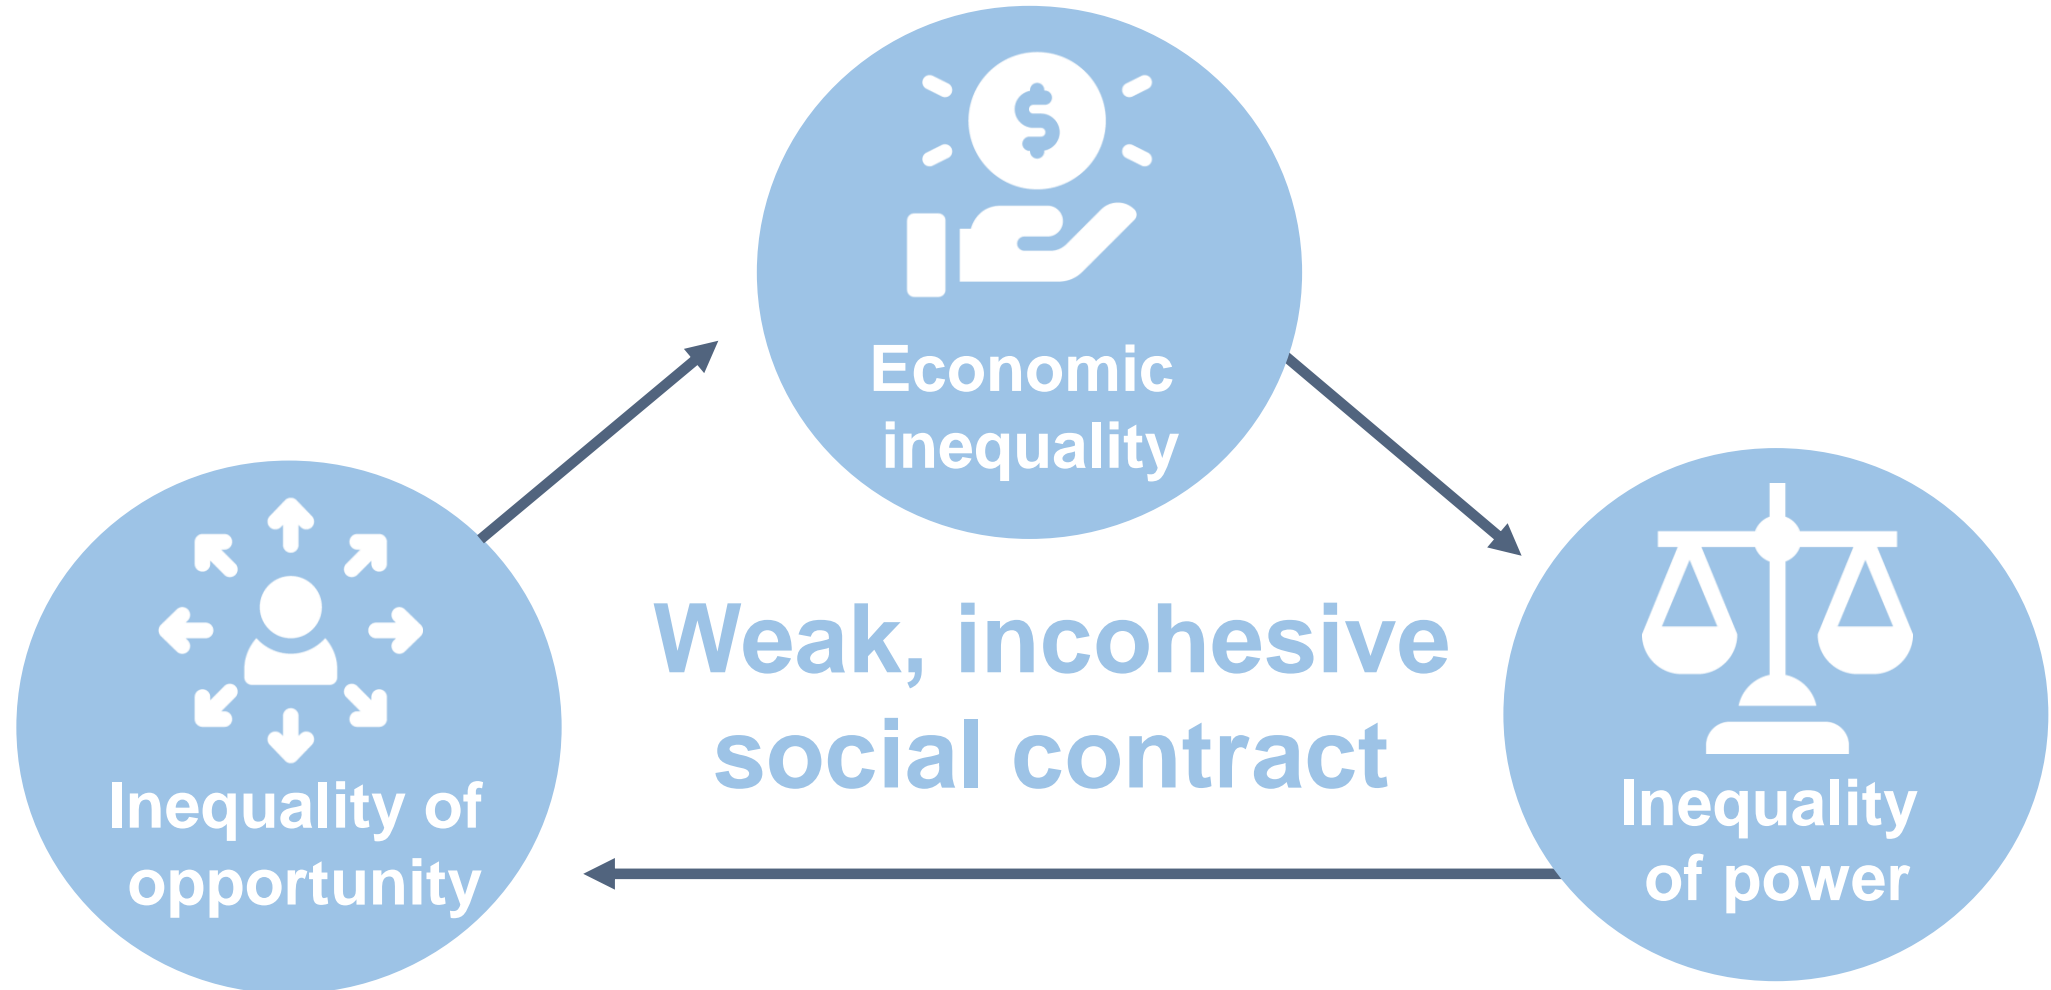 $
Economic
inequality
Weak, incohesive
social contract
Inequality of
opportunity
Inequality
of power